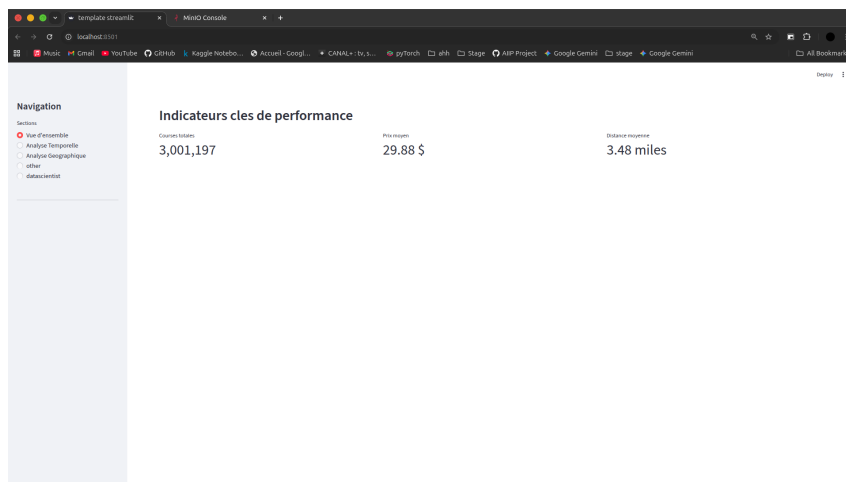 template streamlit
MinIO Console
localhost:8501
Music Gmail YouTube GitHub Kaggle Notebo... Accueil - Googl... CANAL+ : tv, s... pyTorch ahh Stage AIIP Project Google Gemini stage Google Gemini All Bookmark
Deploy
Navigation
Sections
Vue d'ensemble
Analyse Temporelle
Analyse Geographique
other
datascientist
Indicateurs cles de performance
Courses totales Prix moyen Distance moyenne
3,001,197 29.88 $ 3.48 miles